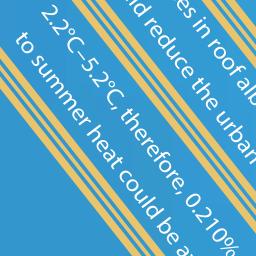 es in roof alb
ld reduce the urban
2.2°C–5.2°C, therefore, 0.210%
to summer heat could be a